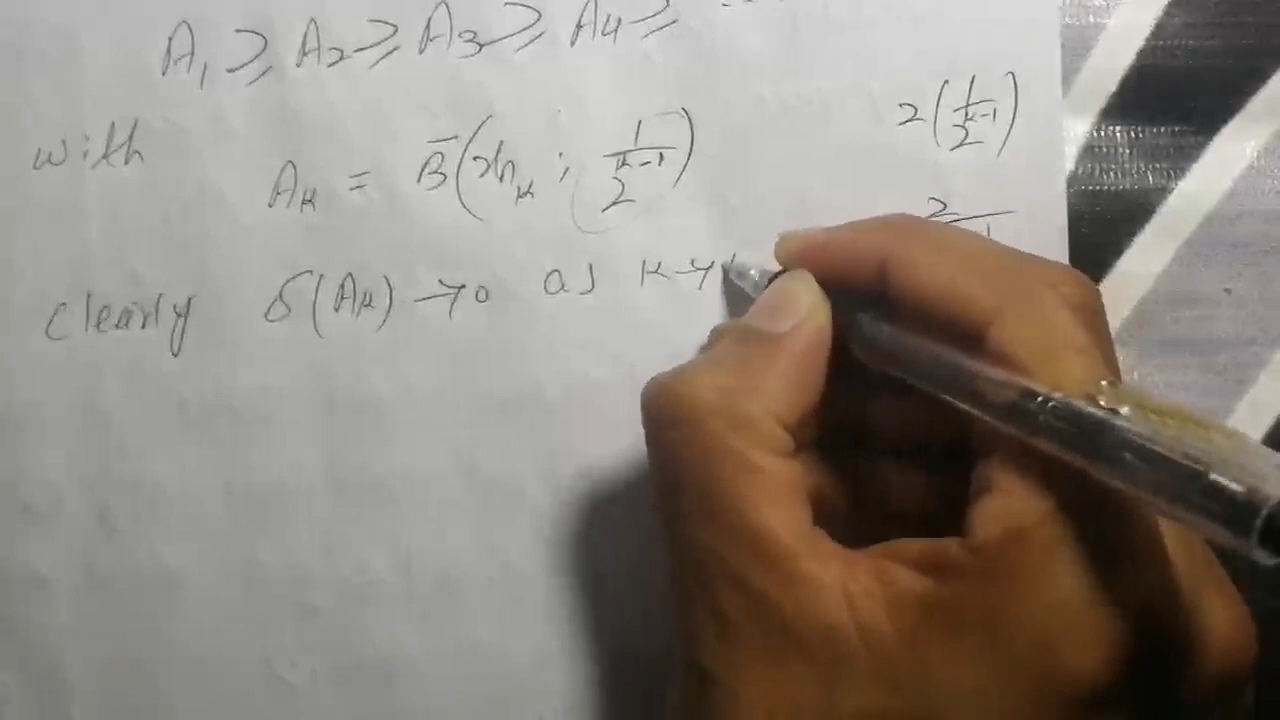 A₁ ≥ A₂ ≥ A₃ ≥ A₄ ≥ ...
with
A_k = B̄(x_{n_k}; 1/2^{k-1})
2(1/2^{k-1})
2
clearly δ(A_k) → 0 as k →